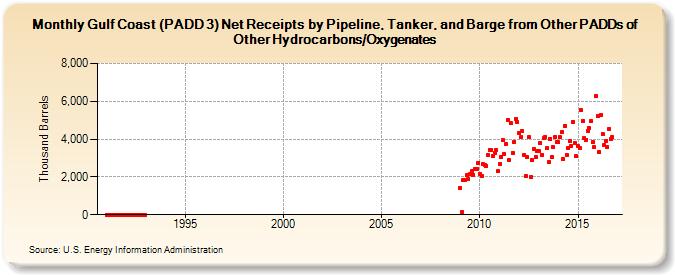 Monthly Gulf Coast (PADD 3) Net Receipts by Pipeline, Tanker, and Barge from Other PADDs of
Other Hydrocarbons/Oxygenates
Thousand Barrels
8,000
6,000
4,000
2,000
0
1995 2000 2005 2010 2015
Source: U.S. Energy Information Administration